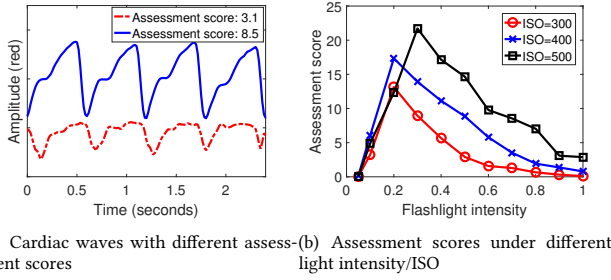 Assessment score: 3.1
Assessment score: 8.5
Amplitude (red)
0 0.5 1 1.5 2
Time (seconds)
ISO=300
ISO=400
ISO=500
Assessment score
25
20
15
10
5
0
0 0.2 0.4 0.6 0.8 1
Flashlight intensity
Cardiac waves with different assess-
ent scores
(b) Assessment scores under different
light intensity/ISO